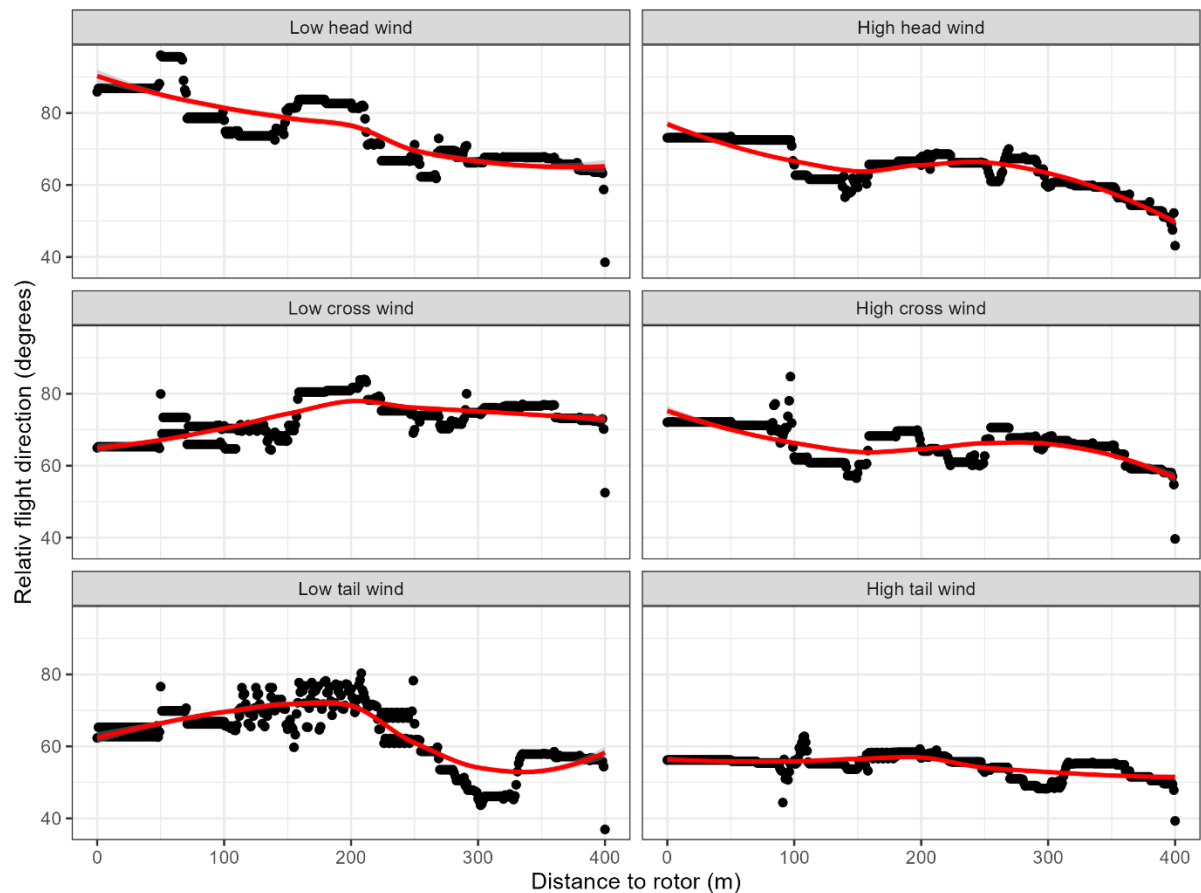 Low head wind
High head wind
80
60
40
Low cross wind
High cross wind
80
60
40
Low tail wind
High tail wind
80
60
40
0 100 200 300 400
0 100 200 300 400
Distance to rotor (m)
Relativ flight direction (degrees)